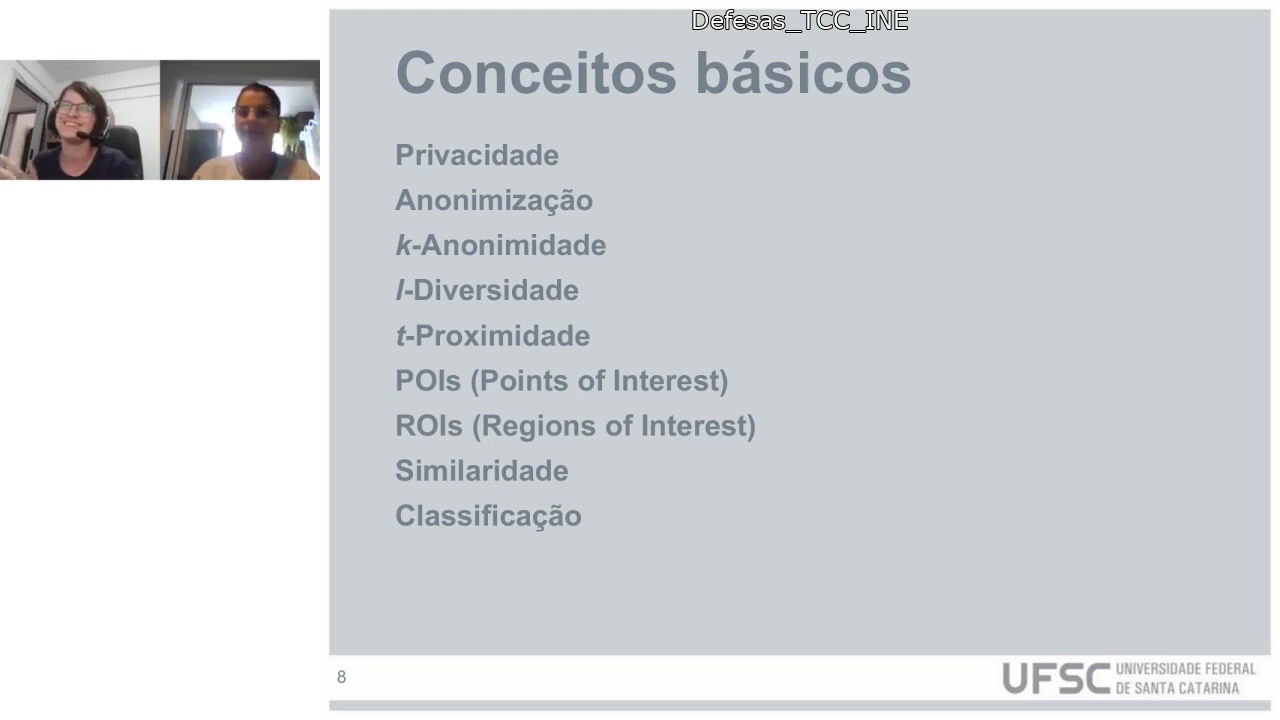 Defesas_TCC_INE
Conceitos básicos
Privacidade
Anonimização
k-Anonimidade
l-Diversidade
t-Proximidade
POIs (Points of Interest)
ROIs (Regions of Interest)
Similaridade
Classificação
8
UFSC UNIVERSIDADE FEDERAL
DE SANTA CATARINA